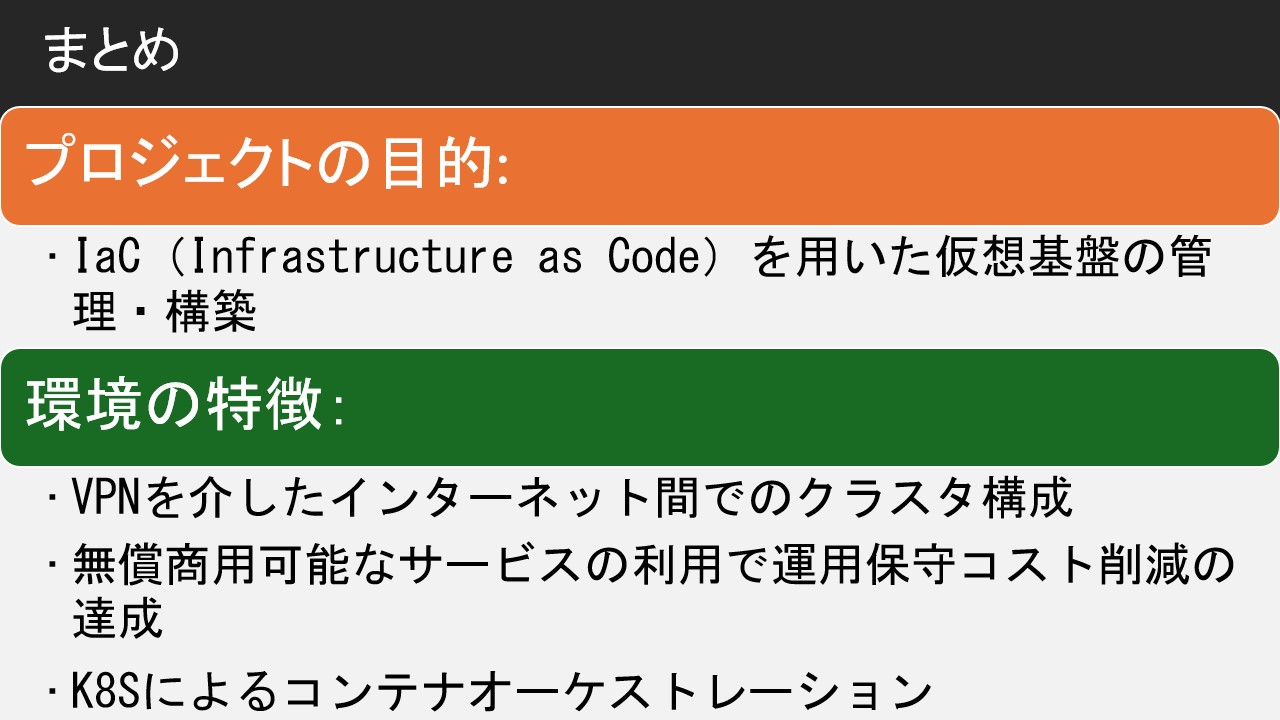 まとめ
プロジェクトの目的:
・IaC（Infrastructure as Code）を用いた仮想基盤の管
理・構築
環境の特徴：
・VPNを介したインターネット間でのクラスタ構成
・無償商用可能なサービスの利用で運用保守コスト削減の
達成
・K8Sによるコンテナオーケストレーション